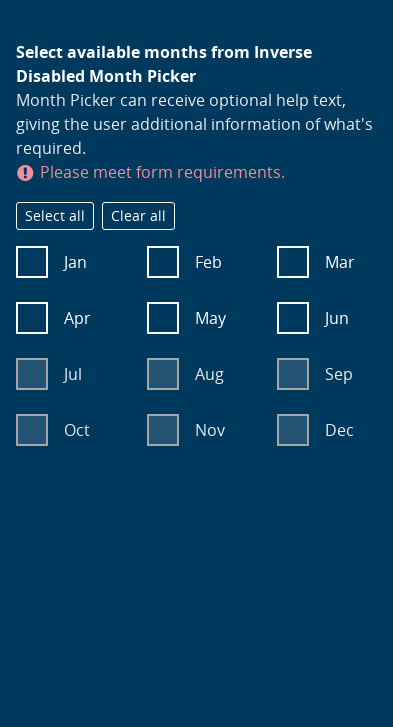 Select available months from Inverse
Disabled Month Picker
Month Picker can receive optional help text,
giving the user additional information of what's
required.
Please meet form requirements.
Select all Clear all
Jan Feb Mar
Apr May Jun
Jul Aug Sep
Oct Nov Dec